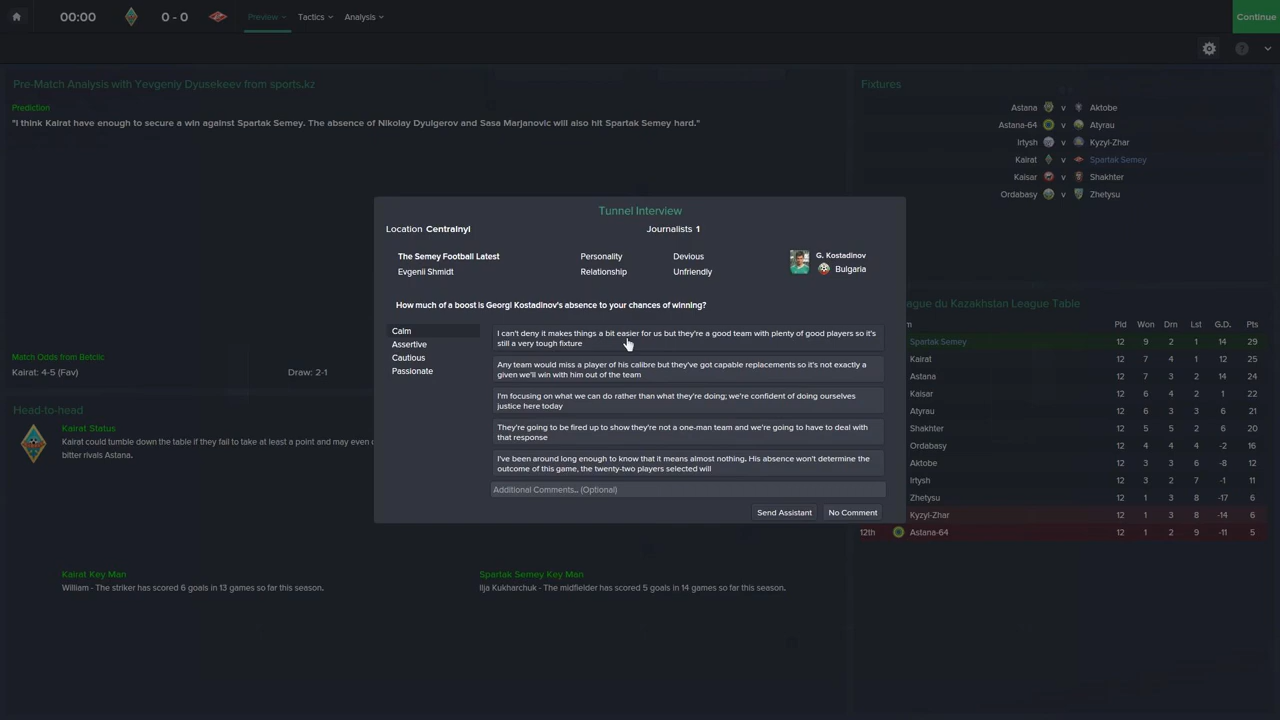 00:00
0 - 0
Preview
Tactics
Analysis
Continue
?
Pre-Match Analysis with Yevgeniy Dyusekeev from sports.kz
Prediction
"I think Kairat have enough to secure a win against Spartak Semey. The absence of Nikolay Dyulgerov and Sasa Marjanovic will also hit Spartak Semey hard."
Match Odds from Betclic
Kairat: 4-5 (Fav)
Draw: 2-1
Head-to-head
Kairat Status
Kairat could tumble down the table if they fail to take at least a point and may even
bitter rivals Astana.
Kairat Key Man
William - The striker has scored 6 goals in 13 games so far this season.
Spartak Semey Key Man
Ilja Kukharchuk - The midfielder has scored 5 goals in 14 games so far this season.
Tunnel Interview
Location Centralnyi
Journalists 1
The Semey Football Latest
Evgenii Shmidt
Personality
Devious
Relationship
Unfriendly
G. Kostadinov
Bulgaria
How much of a boost is Georgi Kostadinov's absence to your chances of winning?
Calm
Assertive
Cautious
Passionate
I can't deny it makes things a bit easier for us but they're a good team with plenty of good players so it's
still a very tough fixture
Any team would miss a player of his calibre but they've got capable replacements so it's not exactly a
given we'll win with him out of the team
I'm focusing on what we can do rather than what they're doing; we're confident of doing ourselves
justice here today
They're going to be fired up to show they're not a one-man team and we're going to have to deal with
that response
I've been around long enough to know that it means almost nothing. His absence won't determine the
outcome of this game, the twenty-two players selected will
Additional Comments... (Optional)
Send Assistant
No Comment
Fixtures
Astana v Aktobe
Astana-64 v Atyrau
Irtysh v Kyzyl-Zhar
Kairat v Spartak Semey
Kaisar v Shakhter
Ordabasy v Zhetysu
ague du Kazakhstan League Table
m Pld Won Drn Lst G.D. Pts
Spartak Semey 12 9 2 1 14 29
Kairat 12 7 4 1 12 25
Astana 12 7 3 2 14 24
Kaisar 12 6 4 2 1 22
Atyrau 12 6 3 3 6 21
Shakhter 12 5 5 2 6 20
Ordabasy 12 4 4 4 -2 16
Aktobe 12 3 3 6 -8 12
Irtysh 12 3 2 7 -1 11
Zhetysu 12 1 3 8 -17 6
Kyzyl-Zhar 12 1 3 8 -14 6
12th Astana-64 12 1 2 9 -11 5